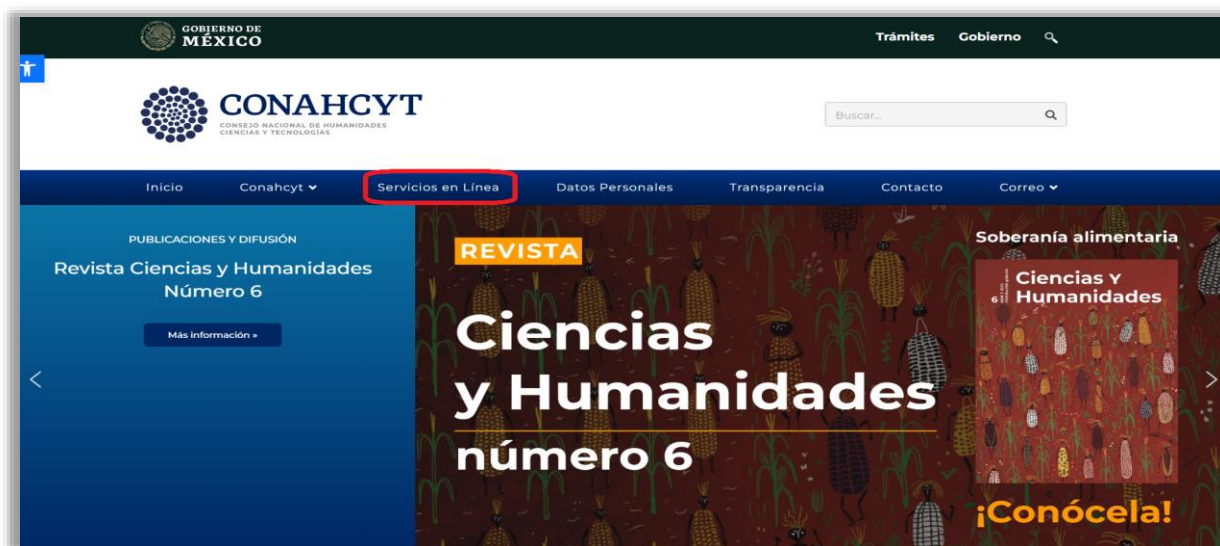 GOBIERNO DE
MÉXICO
Trámites Gobierno
CONAHCYT
CONSEJO NACIONAL DE HUMANIDADES
CIENCIAS Y TECNOLOGÍAS
Buscar...
Inicio Conahcyt Servicios en Línea Datos Personales Transparencia Contacto Correo
PUBLICACIONES Y DIFUSIÓN
Revista Ciencias y Humanidades
Número 6
Más información »
REVISTA
Ciencias
y Humanidades
número 6
Soberanía alimentaria
Ciencias Y
6 Humanidades
¡Conócela!